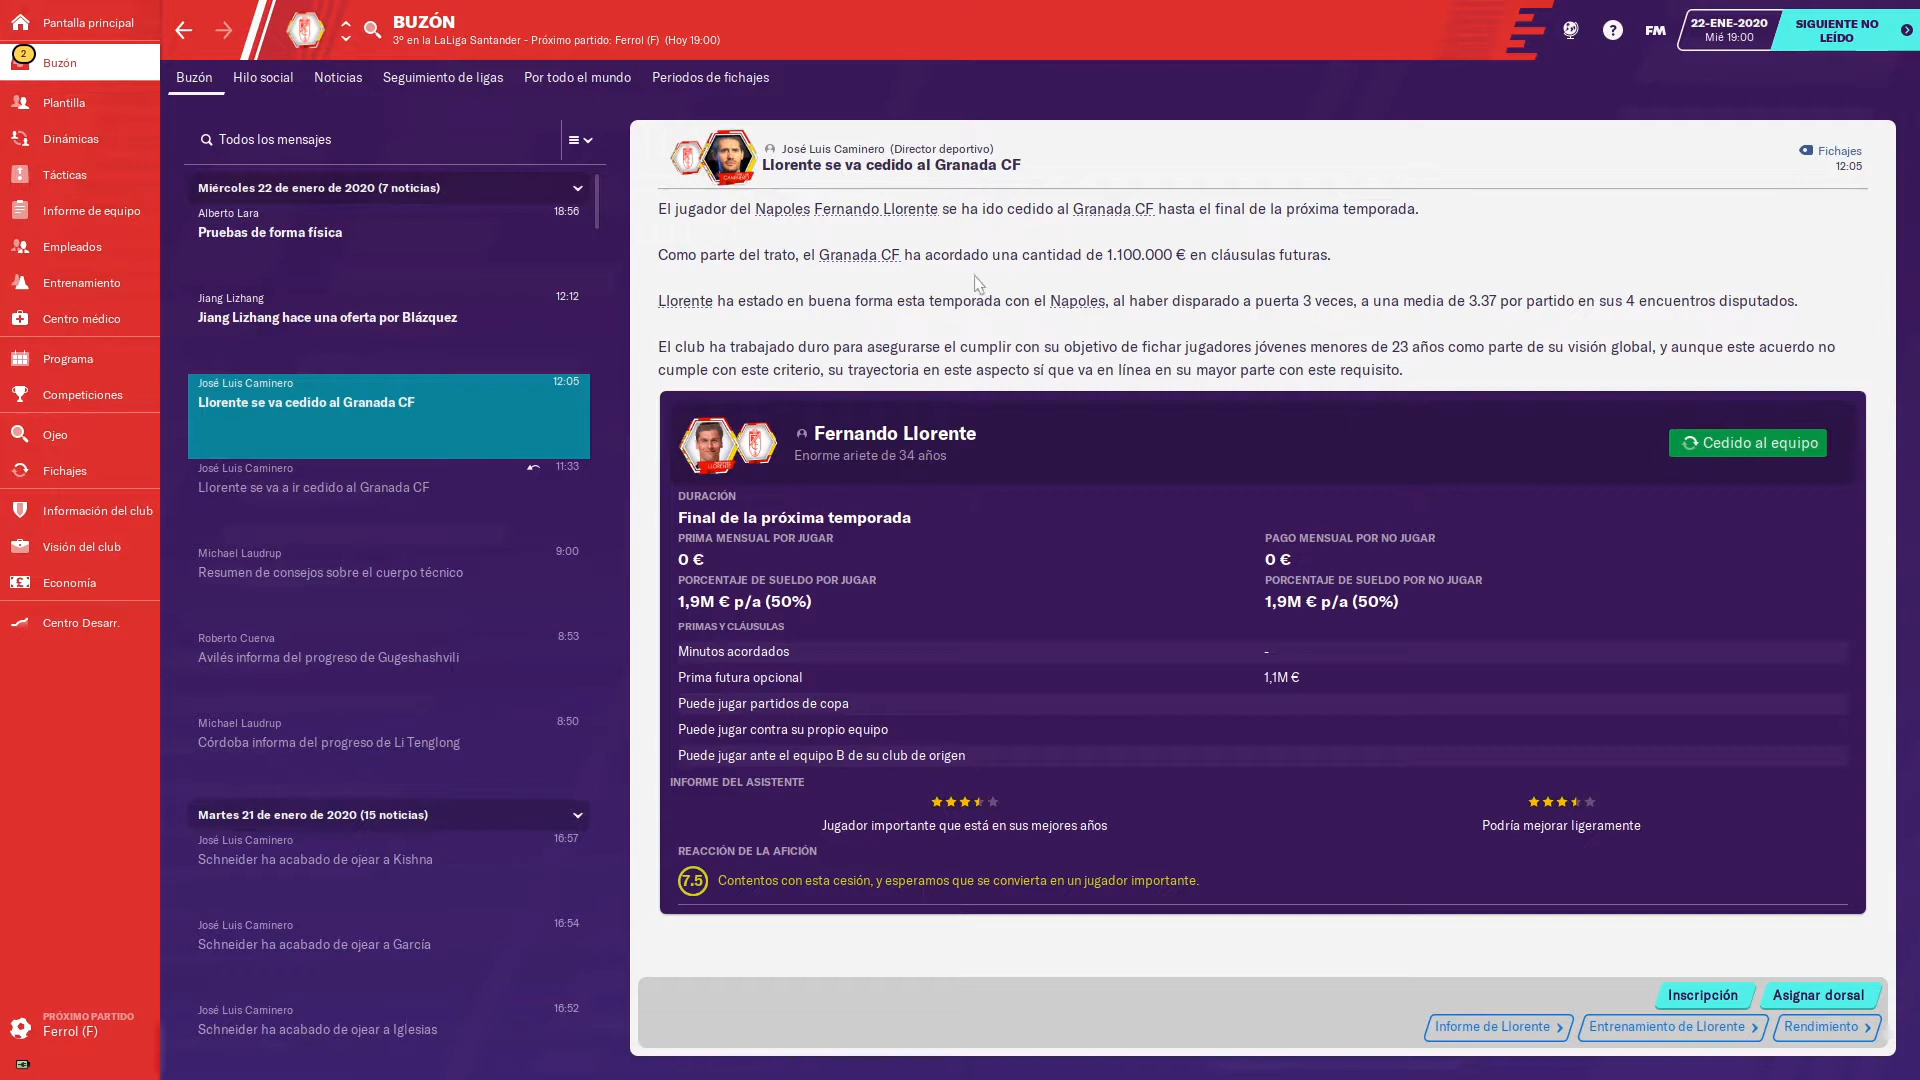 Pantalla principal
2
Buzón
Plantilla
Dinámicas
Tácticas
Informe de equipo
Empleados
Entrenamiento
Centro médico
Programa
Competiciones
Ojeo
Fichajes
Información del club
Visión del club
Economía
Centro Desarr.
PRÓXIMO PARTIDO
Ferrol (F)
BUZÓN
3º en la LaLiga Santander - Próximo partido: Ferrol (F) (Hoy 19:00)
?
FM
22-ENE-2020
Mié 19:00
SIGUIENTE NO LEÍDO
Buzón Hilo social Noticias Seguimiento de ligas Por todo el mundo Periodos de fichajes
Todos los mensajes
Miércoles 22 de enero de 2020 (7 noticias)
Alberto Lara 18:56
Pruebas de forma física
Jiang Lizhang 12:12
Jiang Lizhang hace una oferta por Blázquez
José Luis Caminero 12:05
Llorente se va cedido al Granada CF
José Luis Caminero 11:33
Llorente se va a ir cedido al Granada CF
Michael Laudrup 9:00
Resumen de consejos sobre el cuerpo técnico
Roberto Cuerva 8:53
Avilés informa del progreso de Gugeshashvili
Michael Laudrup 8:50
Córdoba informa del progreso de Li Tenglong
Martes 21 de enero de 2020 (15 noticias)
José Luis Caminero 16:57
Schneider ha acabado de ojear a Kishna
José Luis Caminero 16:54
Schneider ha acabado de ojear a García
José Luis Caminero 16:52
Schneider ha acabado de ojear a Iglesias
José Luis Caminero (Director deportivo)
Llorente se va cedido al Granada CF
Fichajes
12:05
El jugador del Napoles Fernando Llorente se ha ido cedido al Granada CF hasta el final de la próxima temporada.
Como parte del trato, el Granada CF ha acordado una cantidad de 1.100.000 € en cláusulas futuras.
Llorente ha estado en buena forma esta temporada con el Napoles, al haber disparado a puerta 3 veces, a una media de 3.37 por partido en sus 4 encuentros disputados.
El club ha trabajado duro para asegurarse el cumplir con su objetivo de fichar jugadores jóvenes menores de 23 años como parte de su visión global, y aunque este acuerdo no
cumple con este criterio, su trayectoria en este aspecto sí que va en línea en su mayor parte con este requisito.
Fernando Llorente
Enorme ariete de 34 años
Cedido al equipo
DURACIÓN
Final de la próxima temporada
PRIMA MENSUAL POR JUGAR PAGO MENSUAL POR NO JUGAR
0 € 0 €
PORCENTAJE DE SUELDO POR JUGAR PORCENTAJE DE SUELDO POR NO JUGAR
1,9M € p/a (50%) 1,9M € p/a (50%)
PRIMAS Y CLÁUSULAS
Minutos acordados -
Prima futura opcional 1,1M €
Puede jugar partidos de copa
Puede jugar contra su propio equipo
Puede jugar ante el equipo B de su club de origen
INFORME DEL ASISTENTE
Jugador importante que está en sus mejores años Podría mejorar ligeramente
REACCIÓN DE LA AFICIÓN
7.5 Contentos con esta cesión, y esperamos que se convierta en un jugador importante.
Inscripción Asignar dorsal
Informe de Llorente Entrenamiento de Llorente Rendimiento